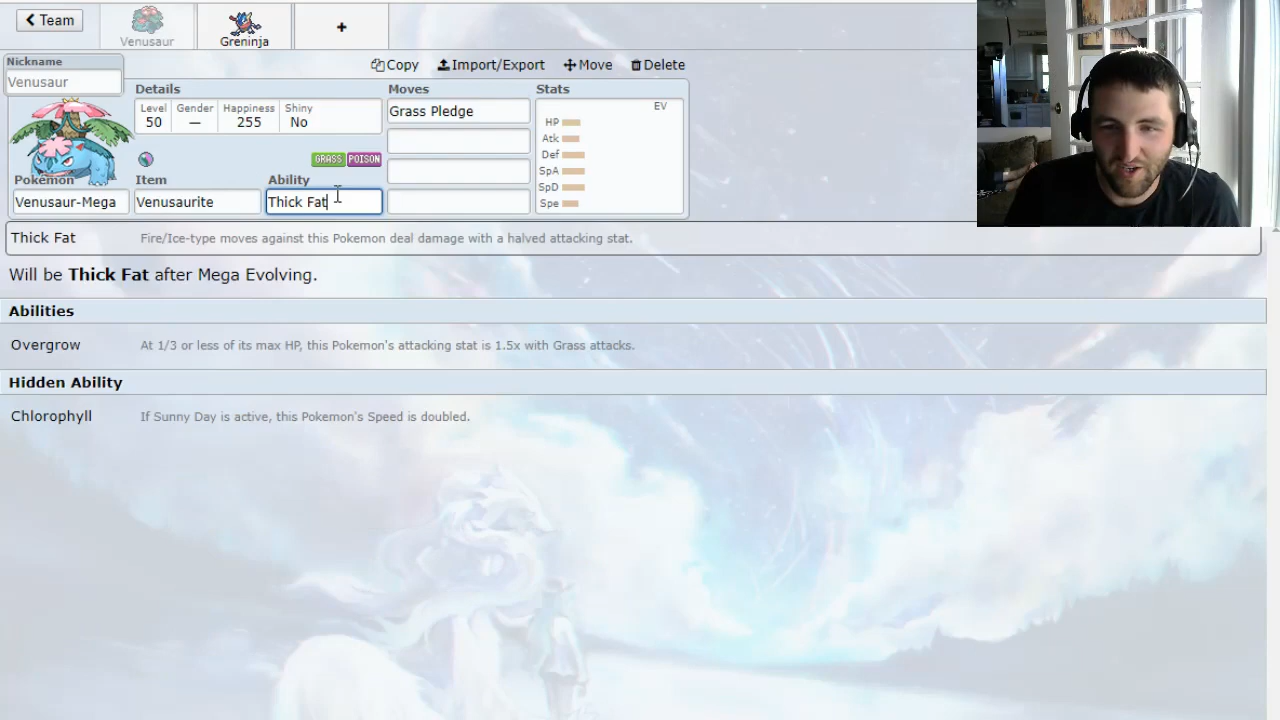 Team
Venusaur
Greninja
+
Nickname
Venusaur
Copy
Import/Export
Move
Delete
Details
Level
50
Gender
—
Happiness
255
Shiny
No
GRASS POISON
Pokemon
Venusaur-Mega
Item
Venusaurite
Ability
Thick Fat
Moves
Grass Pledge
Stats
EV
HP
Atk
Def
SpA
SpD
Spe
Thick Fat Fire/Ice-type moves against this Pokemon deal damage with a halved attacking stat.
Will be Thick Fat after Mega Evolving.
Abilities
Overgrow At 1/3 or less of its max HP, this Pokemon's attacking stat is 1.5x with Grass attacks.
Hidden Ability
Chlorophyll If Sunny Day is active, this Pokemon's Speed is doubled.